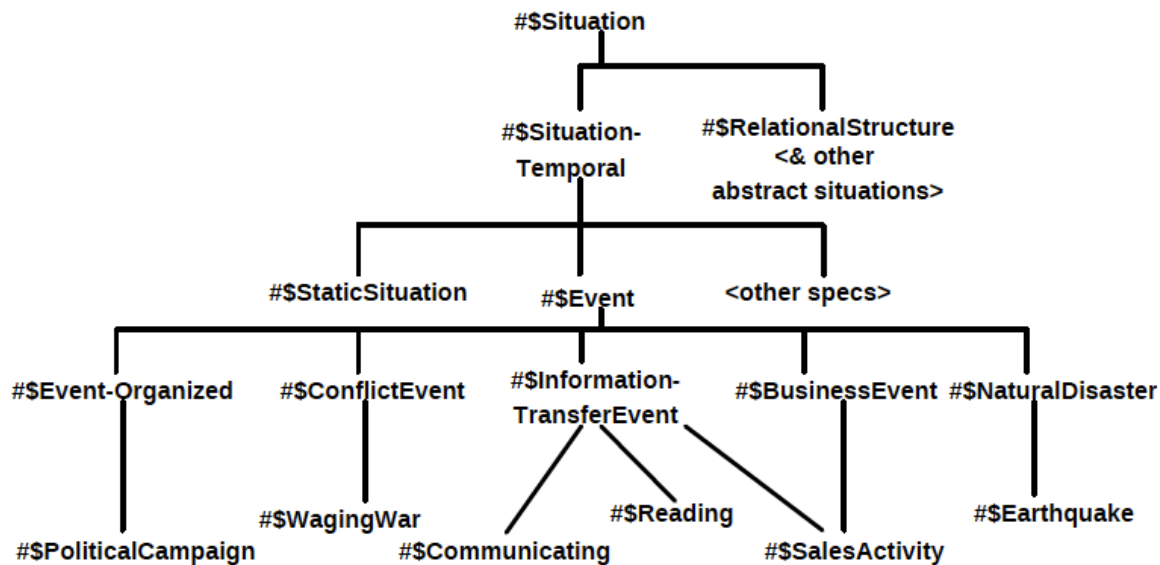 #$Situation
#$Situation-
Temporal
#$RelationalStructure
<& other
abstract situations>
#$StaticSituation
#$Event
<other specs>
#$Event-Organized
#$ConflictEvent
#$Information-
TransferEvent
#$BusinessEvent
#$NaturalDisaster
#$PoliticalCampaign
#$WagingWar
#$Communicating
#$Reading
#$SalesActivity
#$Earthquake